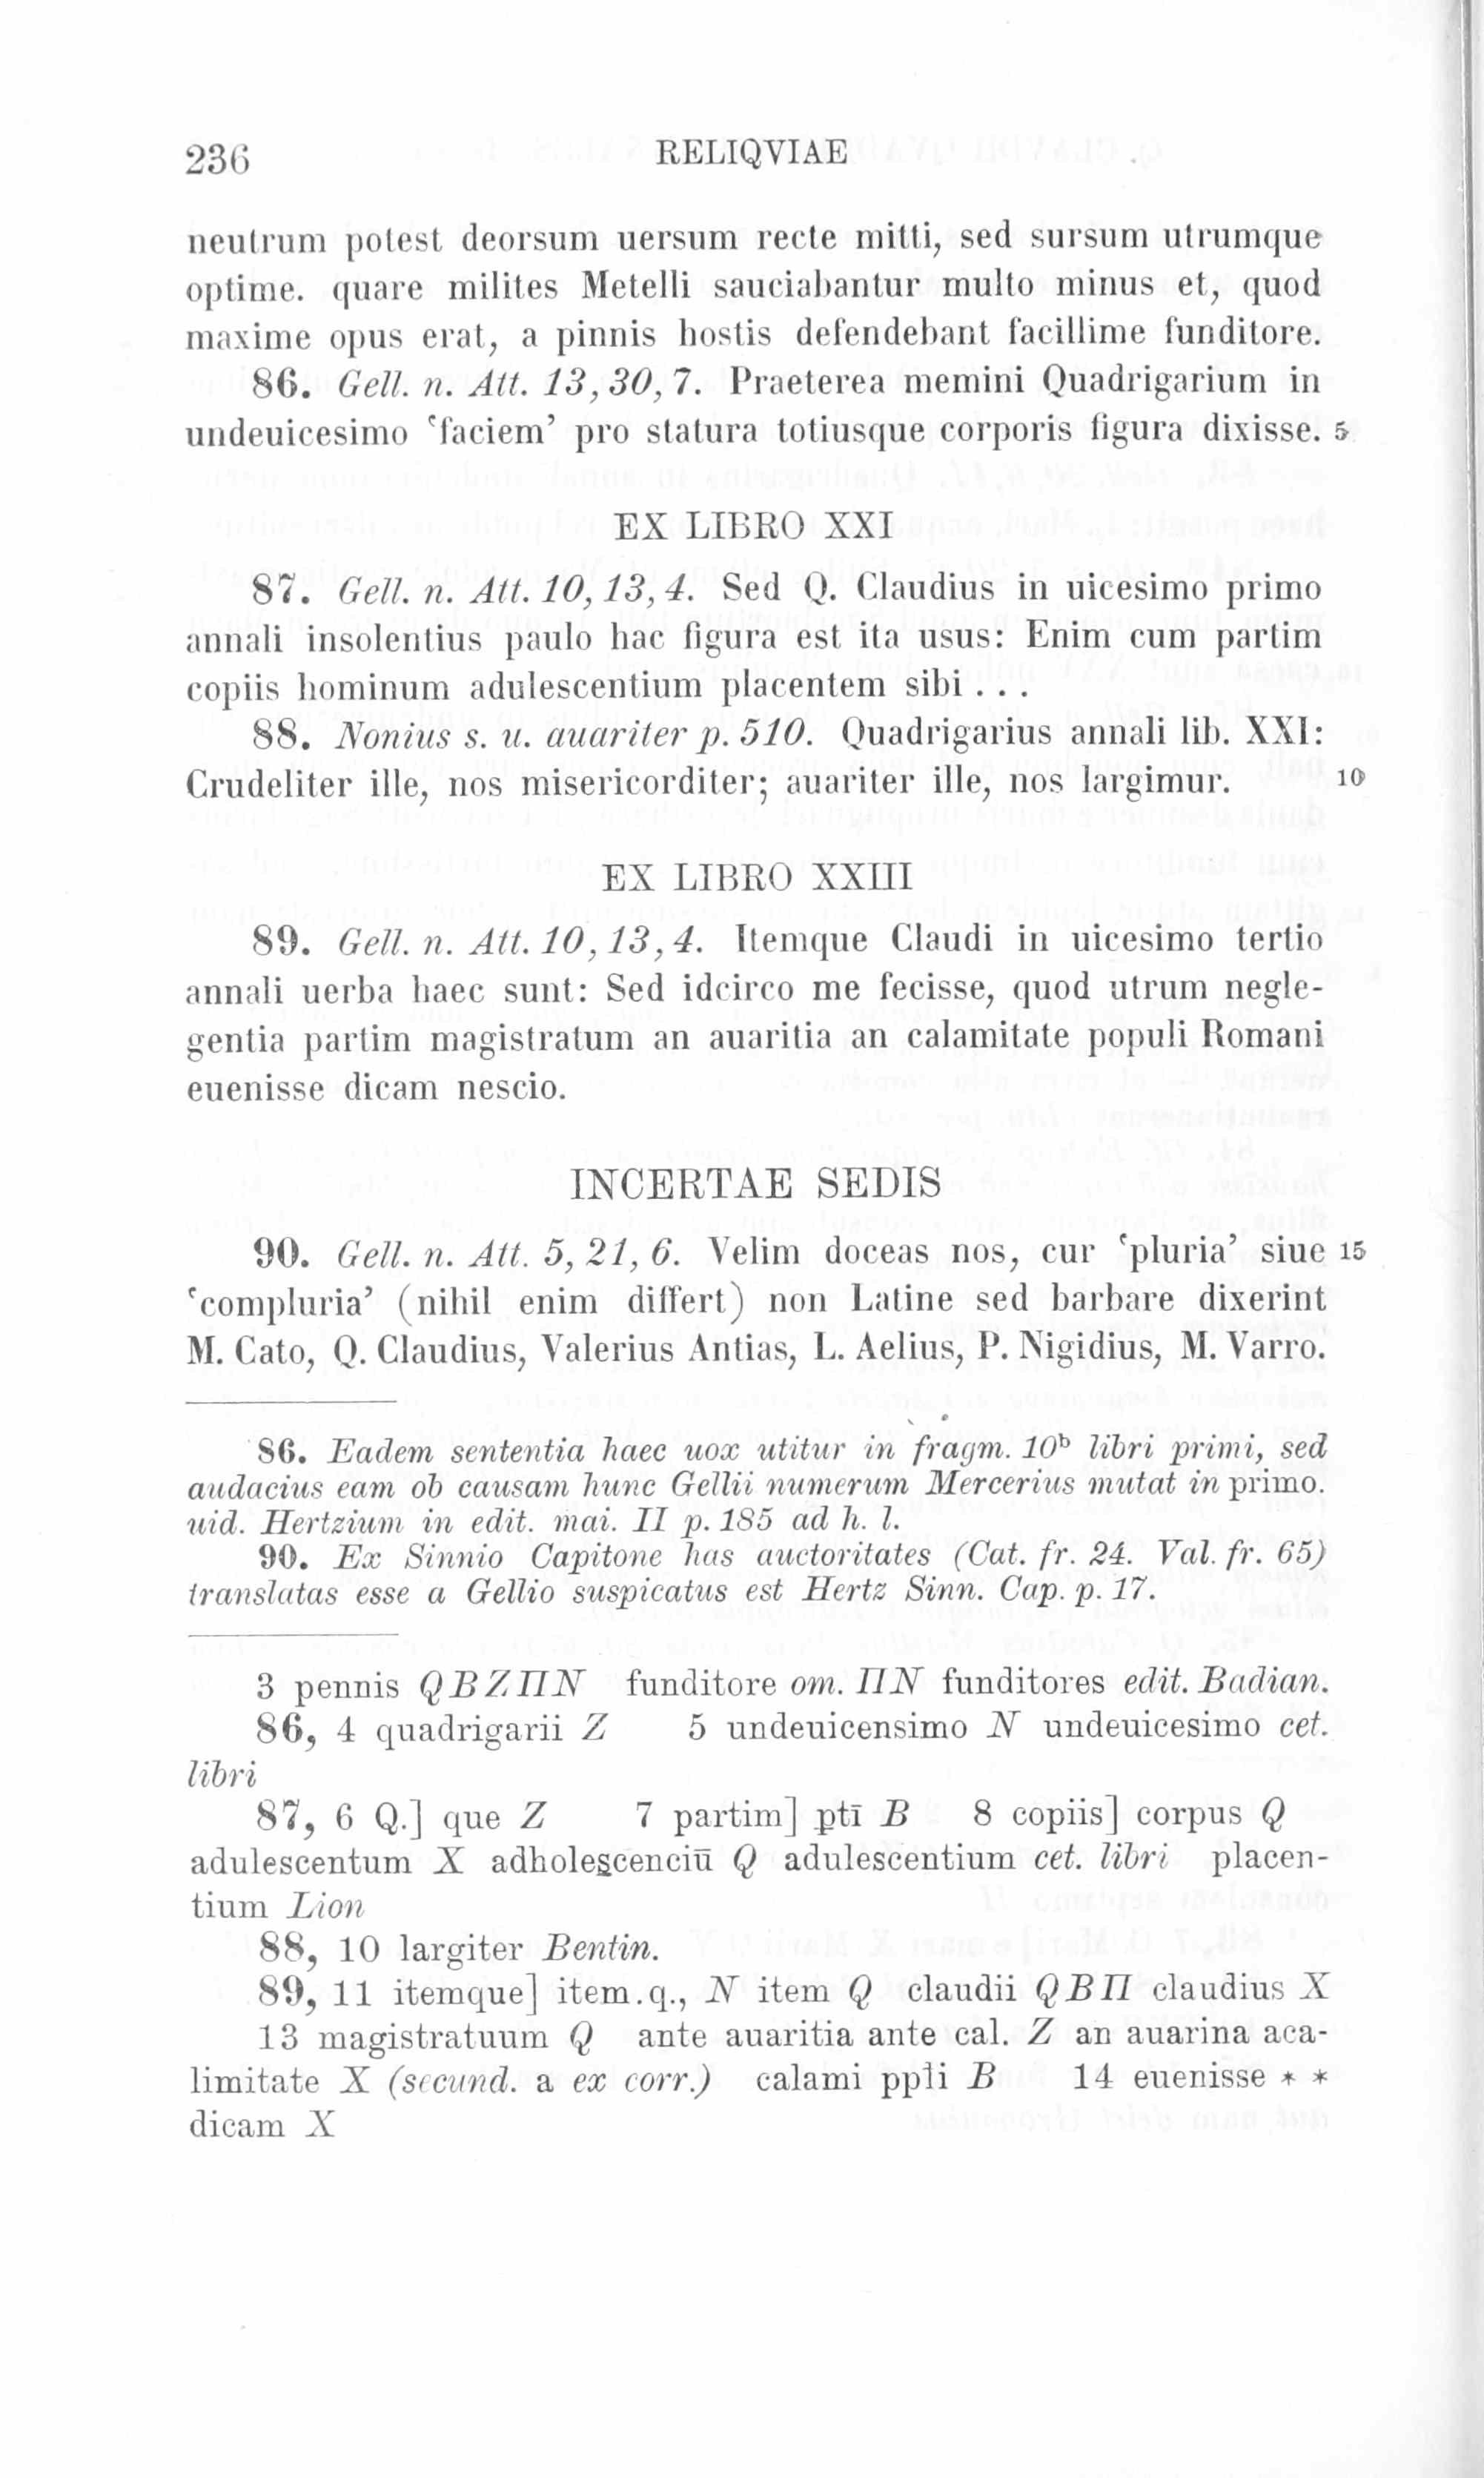 236 RELIQVIAE
neutrum potest deorsum uersum recte mitti, sed sursum utrumque
optime. quare milites Metelli sauciabantur multo minus et, quod
maxime opus erat, a pinnis hostis defendebant facillime funditore.
86. Gell. n. Att. 13, 30, 7. Praeterea memini Quadrigarium in
undeuicesimo ‘faciem’ pro statura totiusque corporis figura dixisse. 5
EX LIBRO XXI
87. Gell. n. Att. 10, 13, 4. Sed Q. Claudius in uicesimo primo
annali insolentius paulo hac figura est ita usus: Enim cum partim
copiis hominum adulescentium placentem sibi . . .
88. Nonius s. u. auariter p. 510. Quadrigarius annali lib. XXI:
Crudeliter ille, nos misericorditer; auariter ille, nos largimur. 10
EX LIBRO XXIII
89. Gell. n. Att. 10, 13, 4. Itemque Claudi in uicesimo tertio
annali uerba haec sunt: Sed idcirco me fecisse, quod utrum negle-
gentia partim magistratum an auaritia an calamitate populi Romani
euenisse dicam nescio.
INCERTAE SEDIS
90. Gell. n. Att. 5, 21, 6. Velim doceas nos, cur ‘pluria’ siue 15
‘compluria’ (nihil enim differt) non Latine sed barbare dixerint
M. Cato, Q. Claudius, Valerius Antias, L. Aelius, P. Nigidius, M. Varro.
86. Eadem sententia haec uox utitur in fragm. 10ᵇ libri primi, sed
audacius eam ob causam hunc Gellii numerum Mercerius mutat in primo.
uid. Hertzium in edit. mai. II p. 185 ad h. l.
90. Ex Sinnio Capitone has auctoritates (Cat. fr. 24. Val. fr. 65)
translatas esse a Gellio suspicatus est Hertz Sinn. Cap. p. 17.
3 pennis QBZΠN funditore om. ΠN funditores edit. Badian.
86, 4 quadrigarii Z 5 undeuicensimo N undeuicesimo cet.
libri
87, 6 Q.] que Z 7 partim] ꝑtī B 8 copiis] corpus Q
adulescentum X adholescenciū Q adulescentium cet. libri placen-
tium Lion
88, 10 largiter Bentin.
89, 11 itemque] item.q., N item Q claudii QBΠ claudius X
13 magistratuum Q ante auaritia ante cal. Z an auarina aca-
limitate X (secund. a ex corr.) calami ppli B 14 euenisse * *
dicam X